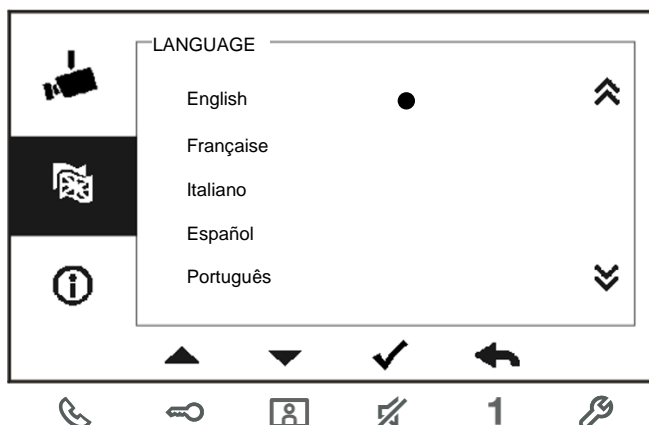 LANGUAGE
English
Française
Italiano
Español
Português
1